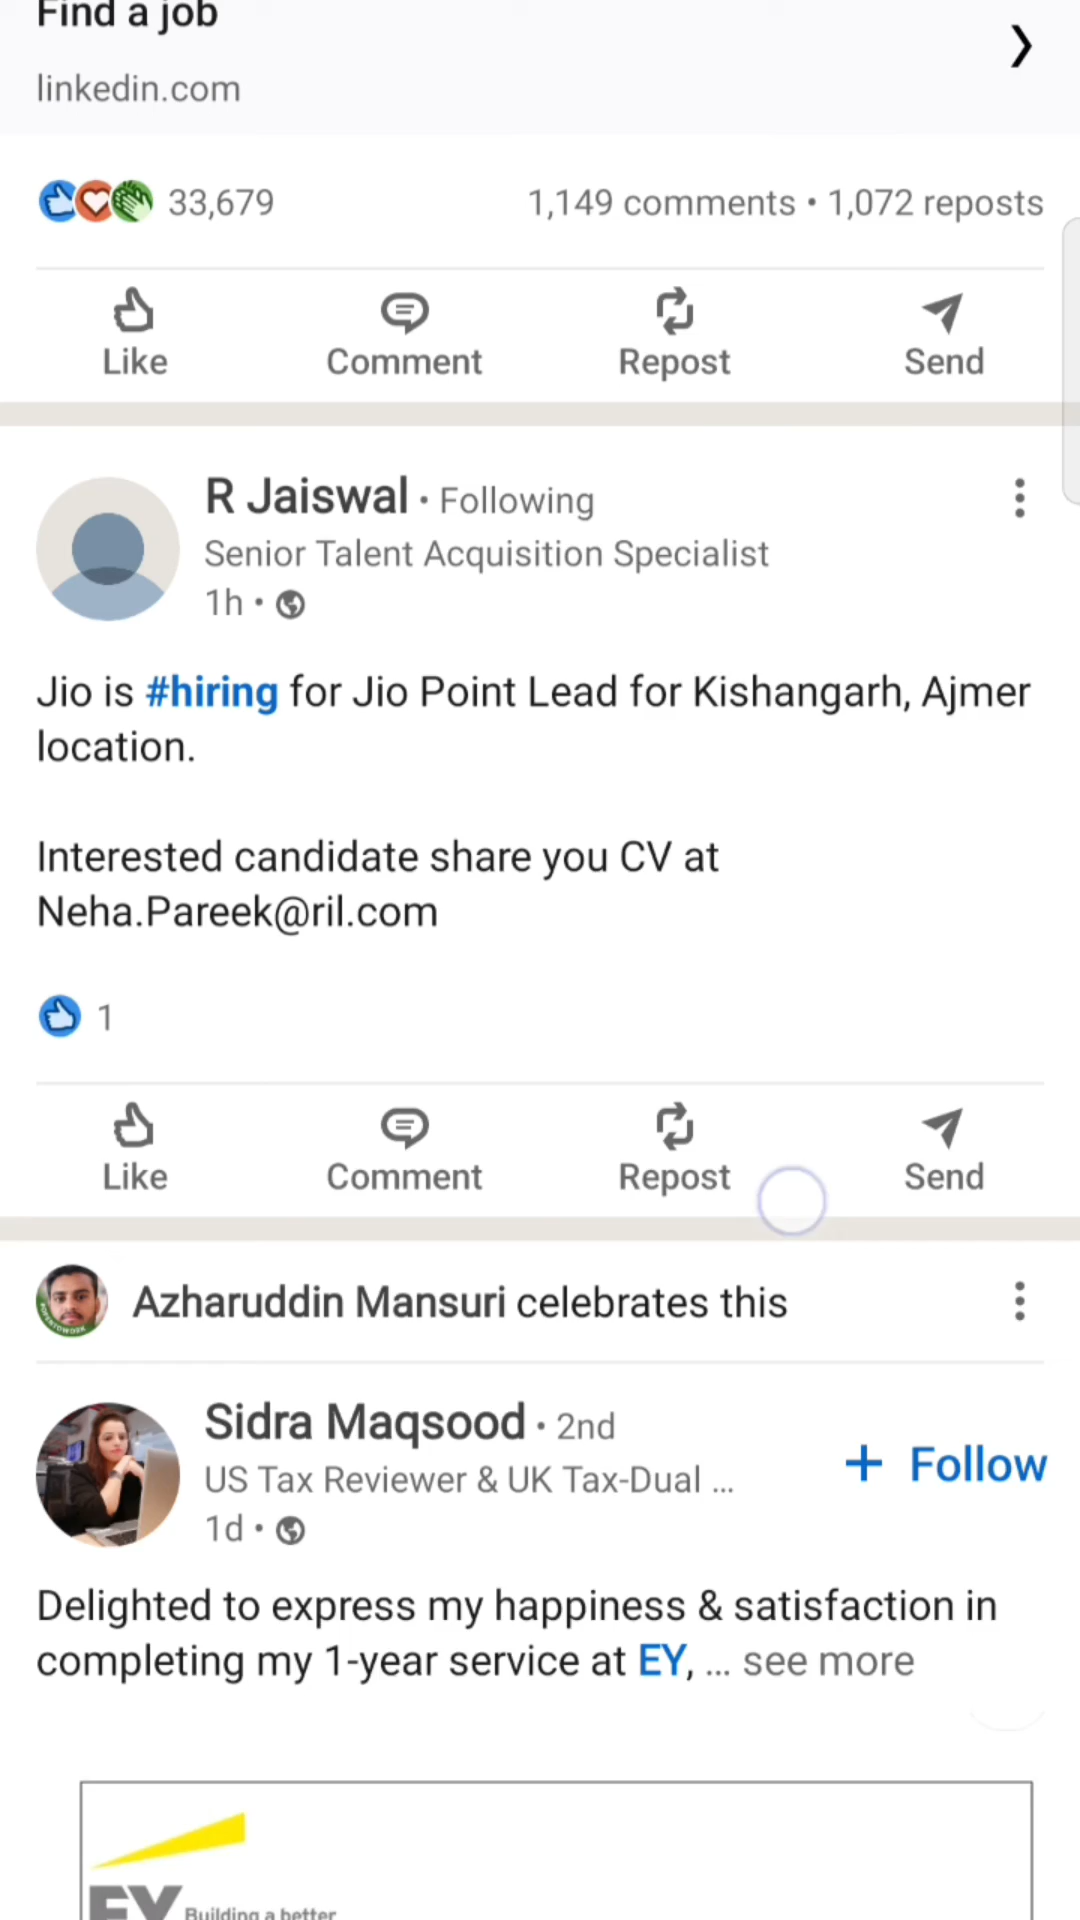 Find a job
linkedin.com
33,679 1,149 comments • 1,072 reposts
Like Comment Repost Send
R Jaiswal • Following
Senior Talent Acquisition Specialist
1h •
Jio is #hiring for Jio Point Lead for Kishangarh, Ajmer
location.
Interested candidate share you CV at
Neha.Pareek@ril.com
1
Like Comment Repost Send
Azharuddin Mansuri celebrates this
Sidra Maqsood • 2nd
US Tax Reviewer & UK Tax-Dual ...
+ Follow
1d •
Delighted to express my happiness & satisfaction in
completing my 1-year service at EY, ... see more
EY Building a better